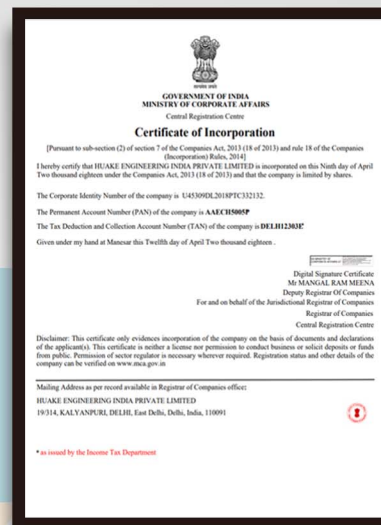 GOVERNMENT OF INDIA
MINISTRY OF CORPORATE AFFAIRS
Central Registration Centre
Certificate of Incorporation
[Pursuant to sub-section (2) of section 7 of the Companies Act, 2013 (18 of 2013) and rule 18 of the Companies
(Incorporation) Rules, 2014]
I hereby certify that HUAKE ENGINEERING INDIA PRIVATE LIMITED is incorporated on this Ninth day of April
Two thousand eighteen under the Companies Act, 2013 (18 of 2013) and that the company is limited by shares.
The Corporate Identity Number of the company is U45309DL2018PTC332132.
The Permanent Account Number (PAN) of the company is AAECH5005P
The Tax Deduction and Collection Account Number (TAN) of the company is DELH12303E*
Given under my hand at Manesar this Twelfth day of April Two thousand eighteen .
Digital Signature Certificate
Mr MANGAL RAM MEENA
Deputy Registrar Of Companies
For and on behalf of the Jurisdictional Registrar of Companies
Registrar of Companies
Central Registration Centre
Disclaimer: This certificate only evidences incorporation of the company on the basis of documents and declarations
of the applicant(s). This certificate is neither a license nor permission to conduct business or solicit deposits or funds
from public. Permission of sector regulator is necessary wherever required. Registration status and other details of the
company can be verified on www.mca.gov.in
Mailing Address as per record available in Registrar of Companies office:
HUAKE ENGINEERING INDIA PRIVATE LIMITED
19/314, KALYANPURI, DELHI, East Delhi, Delhi, India, 110091
* as issued by the Income Tax Department